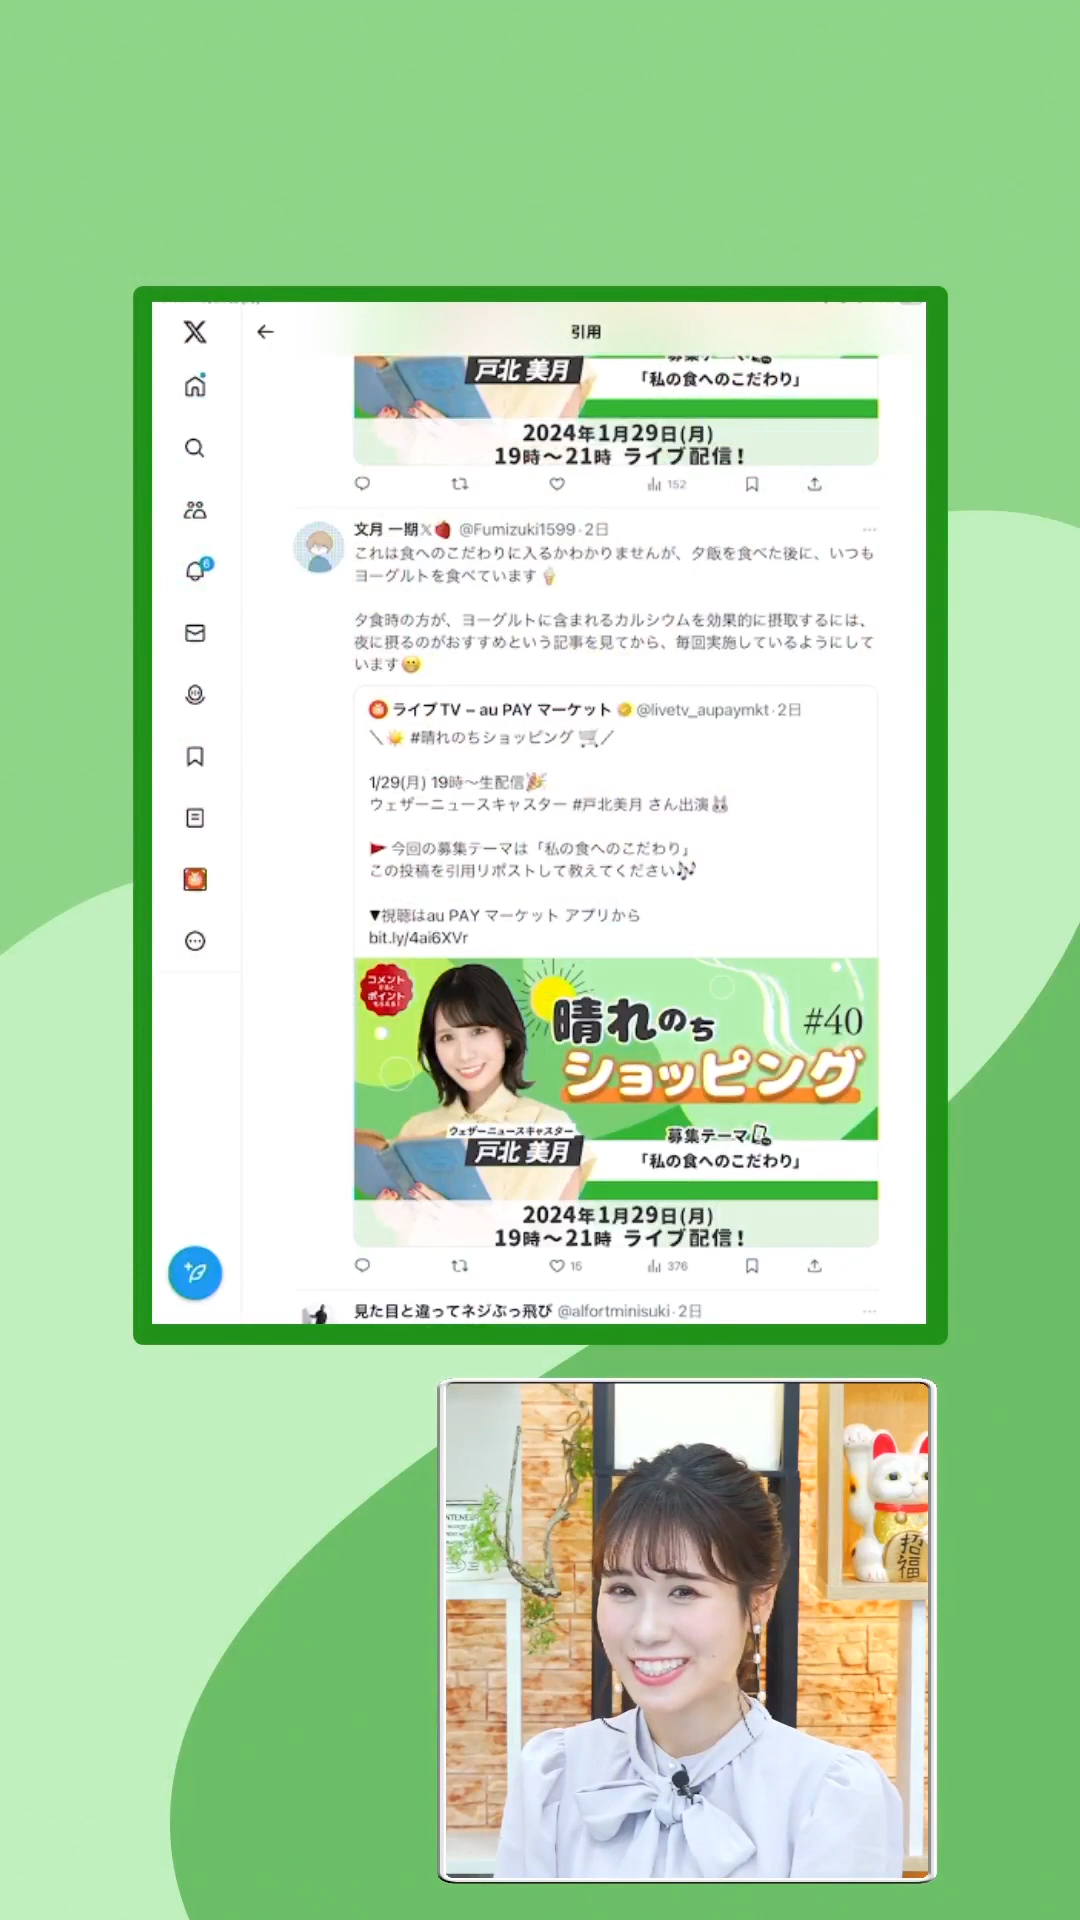 引用
戸北 美月
「私の食へのこだわり」
2024年1月29日(月)
19時～21時 ライブ配信！
152
文月 一期𝕏🍓 @Fumizuki1599·2日
これは食へのこだわりに入るかわかりませんが、夕飯を食べた後に、いつも
ヨーグルトを食べています🍦
夕食時の方が、ヨーグルトに含まれるカルシウムを効果的に摂取するには、
夜に摂るのがおすすめという記事を見てから、毎回実施しているようにして
います😁
ライブTV – au PAY マーケット @livetv_aupaymkt·2日
＼☀️ #晴れのちショッピング 🛒／
1/29(月) 19時〜生配信🎉
ウェザーニュースキャスター #戸北美月 さん出演🐰
🚩 今回の募集テーマは「私の食へのこだわり」
この投稿を引用リポストして教えてください🎶
▼視聴はau PAY マーケット アプリから
bit.ly/4ai6XVr
コメント
すると
ポイント
もらえる!
晴れのち
#40
ショッピング
ウェザーニュースキャスター
戸北 美月
募集テーマ
「私の食へのこだわり」
2024年1月29日(月)
19時～21時 ライブ配信！
15
376
見た目と違ってネジぶっ飛び @alfortminisuki·2日
6
招福